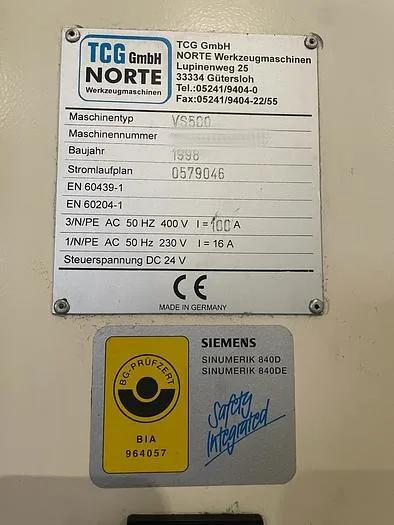 TCG GmbH
NORTE
Werkzeugmaschinen
TCG GmbH
NORTE Werkzeugmaschinen
Lupinenweg 25
33334 Gütersloh
Tel.:05241/9404-0
Fax:05241/9404-22/55
Maschinentyp VS500
Maschinennummer
Baujahr 1998
Stromlaufplan 0579046
EN 60439-1
EN 60204-1
3/N/PE AC 50 HZ 400 V I = 100 A
1/N/PE AC 50 HZ 230 V I = 16 A
Steuerspannung DC 24 V
CE
MADE IN GERMANY
BG-PRÜFZERT
BIA
964057
SIEMENS
SINUMERIK 840D
SINUMERIK 840DE
Safety
Integrated